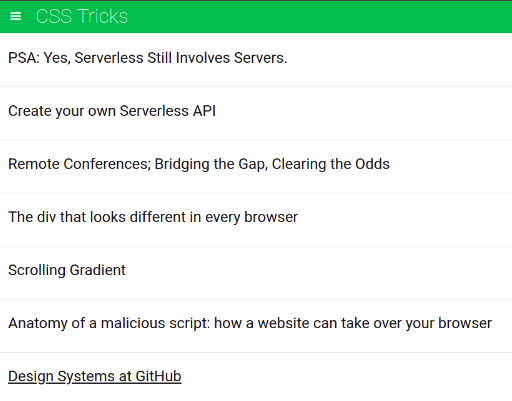 CSS Tricks
PSA: Yes, Serverless Still Involves Servers.
Create your own Serverless API
Remote Conferences; Bridging the Gap, Clearing the Odds
The div that looks different in every browser
Scrolling Gradient
Anatomy of a malicious script: how a website can take over your browser
Design Systems at GitHub